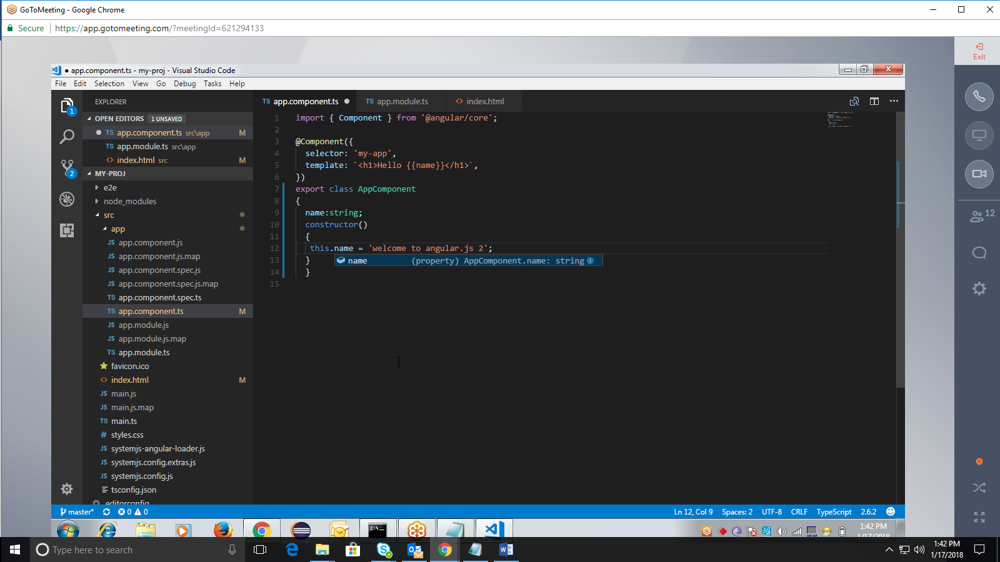 GoToMeeting - Google Chrome
Secure | https://app.gotomeeting.com/?meetingId=621294133
Exit
● app.component.ts - my-proj - Visual Studio Code
File Edit Selection View Go Debug Tasks Help
EXPLORER
OPEN EDITORS 1 UNSAVED
TS app.component.ts src\app M
TS app.module.ts src\app
<> index.html src M
MY-PROJ
e2e
node_modules
src
app
JS app.component.js
JS app.component.js.map
JS app.component.spec.js
JS app.component.spec.js.map
TS app.component.spec.ts
TS app.component.ts M
JS app.module.js
JS app.module.js.map
TS app.module.ts
favicon.ico
<> index.html M
JS main.js
JS main.js.map
TS main.ts
# styles.css
JS systemjs-angular-loader.js
JS systemjs.config.extras.js
JS systemjs.config.js
tsconfig.json
.editorconfig
1
2
TS app.component.ts ● TS app.module.ts <> index.html
1 import { Component } from '@angular/core';
2
3 @Component({
4 selector: 'my-app',
5 template: `<h1>Hello {{name}}</h1>`,
6 })
7 export class AppComponent
8 {
9 name:string;
10 constructor()
11 {
12 this.name = 'welcome to angular.js 2';
13 }
name (property) AppComponent.name: string
14 }
15
12
master* 0 0 Ln 12, Col 9 Spaces: 2 UTF-8 CRLF TypeScript 2.6.2
C:\_
1:42 PM
1/17/2018
Type here to search
1:42 PM
1/17/2018